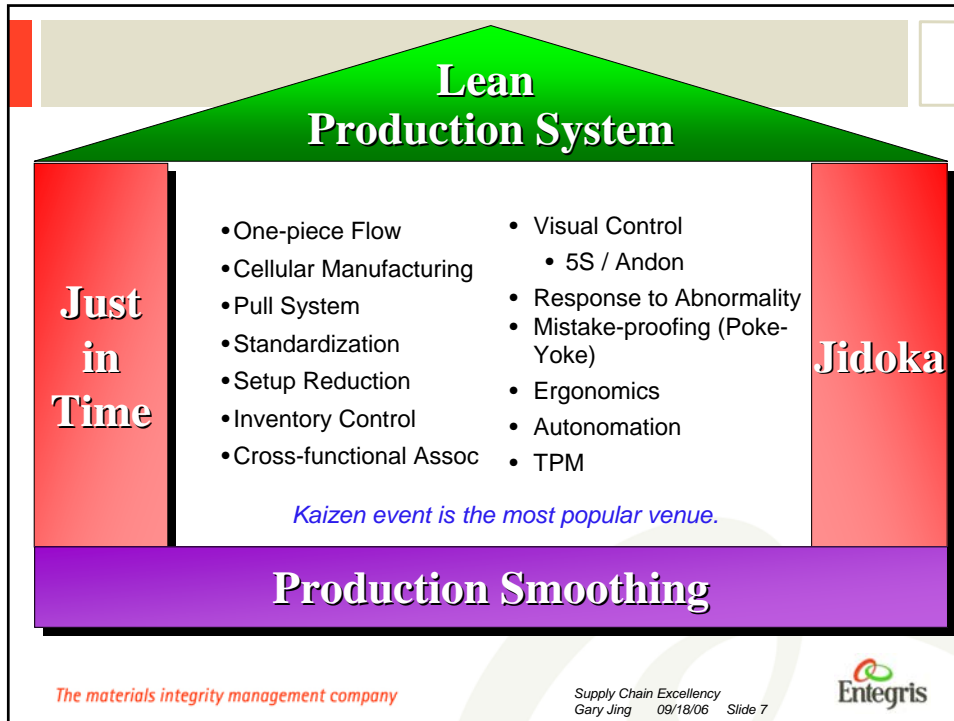 Lean
Production System
Just
in
Time
•One-piece Flow
•Cellular Manufacturing
•Pull System
•Standardization
•Setup Reduction
•Inventory Control
•Cross-functional Assoc
• Visual Control
• 5S / Andon
• Response to Abnormality
• Mistake-proofing (Poke-
Yoke)
• Ergonomics
• Autonomation
• TPM
Jidoka
Kaizen event is the most popular venue.
Production Smoothing
The materials integrity management company
Supply Chain Excellency
Gary Jing 09/18/06 Slide 7
Entegris